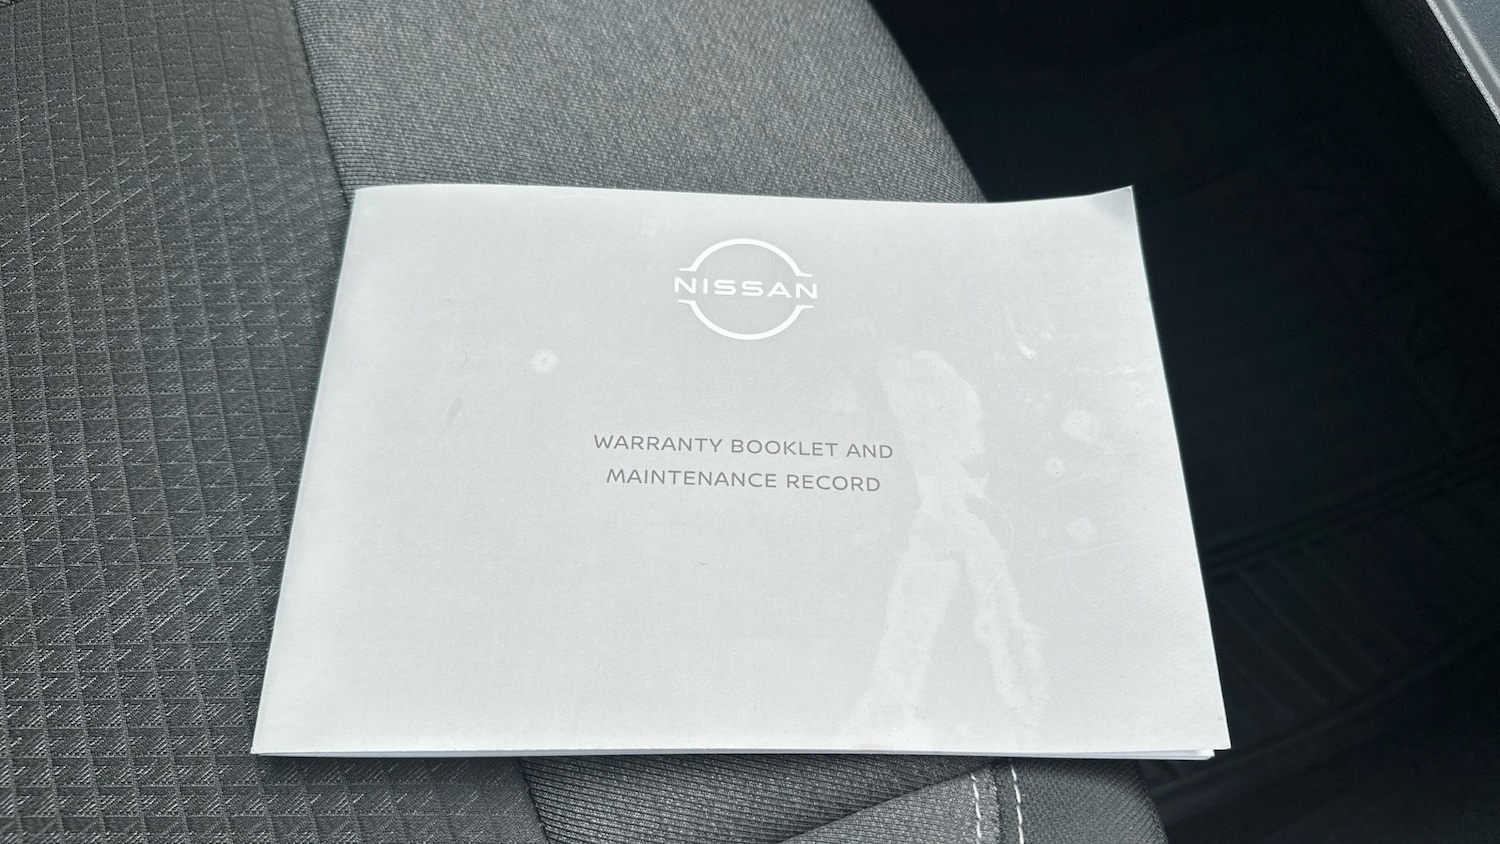 NISSAN
WARRANTY BOOKLET AND
MAINTENANCE RECORD